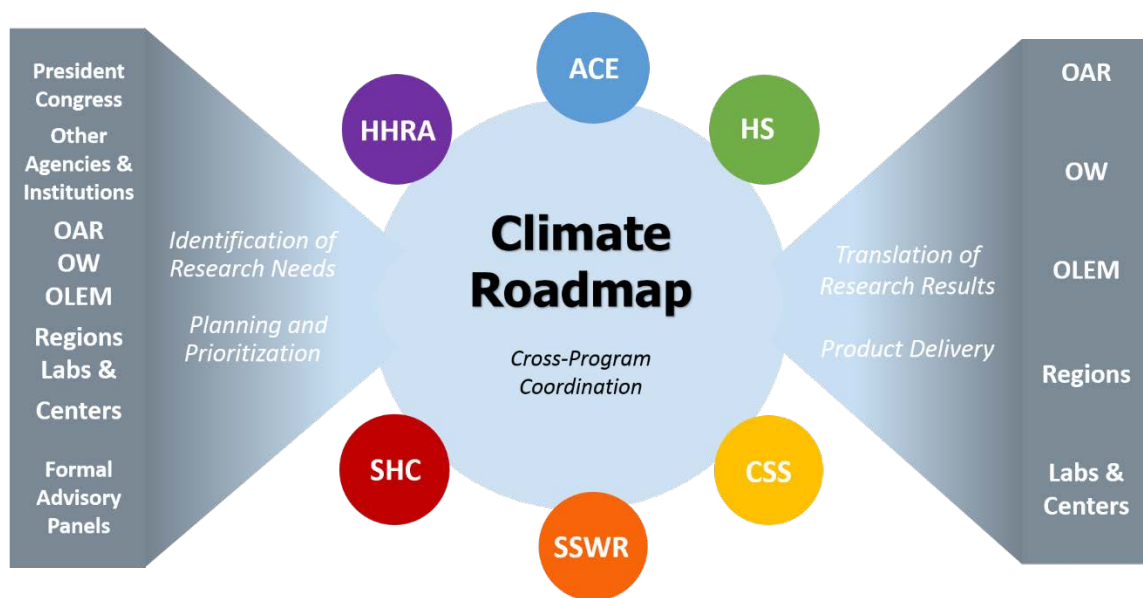 President
Congress
Other
Agencies &
Institutions
OAR
OW
OLEM
Regions
Labs &
Centers
Formal
Advisory
Panels
Identification of
Research Needs
Planning and
Prioritization
HHRA
ACE
HS
Climate
Roadmap
Cross-Program
Coordination
SHC
SSWR
CSS
Translation of
Research Results
Product Delivery
OAR
OW
OLEM
Regions
Labs &
Centers